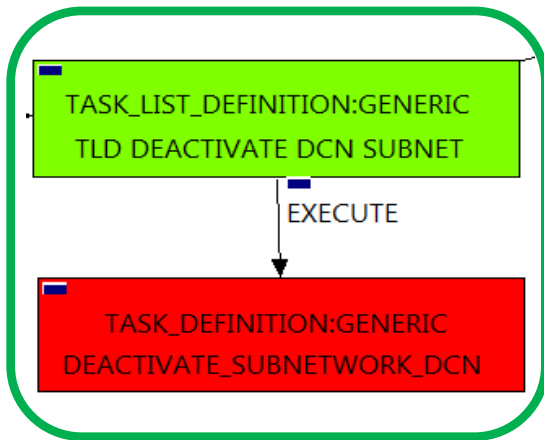 TASK_LIST_DEFINITION:GENERIC
TLD DEACTIVATE DCN SUBNET
EXECUTE
TASK_DEFINITION:GENERIC
DEACTIVATE_SUBNETWORK_DCN